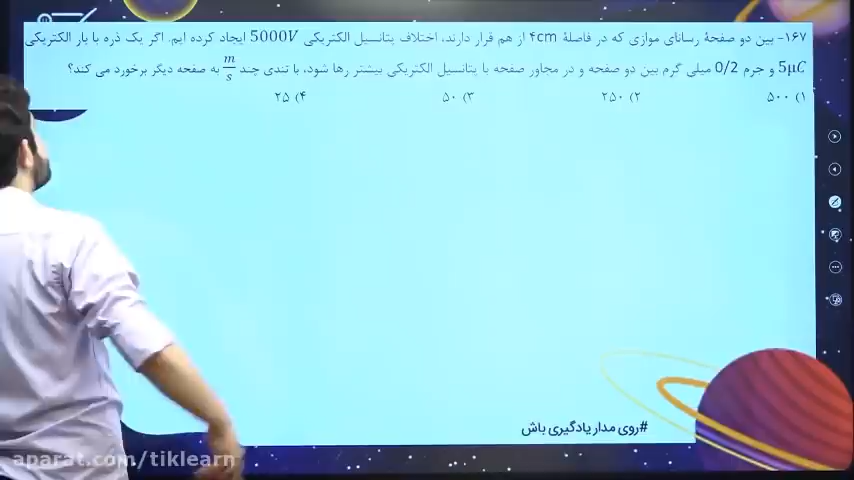 ۱۶۷- بین دو صفحهٔ رسانای موازی که در فاصلهٔ ۴cm از هم قرار دارند، اختلاف پتانسیل الکتریکی 5000V ایجاد کرده ایم. اگر یک ذره با بار الکتریکی
5μC و جرم 0/2 میلی گرم بین دو صفحه و در مجاور صفحه با پتانسیل الکتریکی بیشتر رها شود، با تندی چند m/s به صفحه دیگر برخورد می کند؟
۱) ۵۰۰ ۲) ۲۵۰ ۳) ۵۰ ۴) ۲۵
#روی مدار یادگیری باش
aparat.com/tiklearn